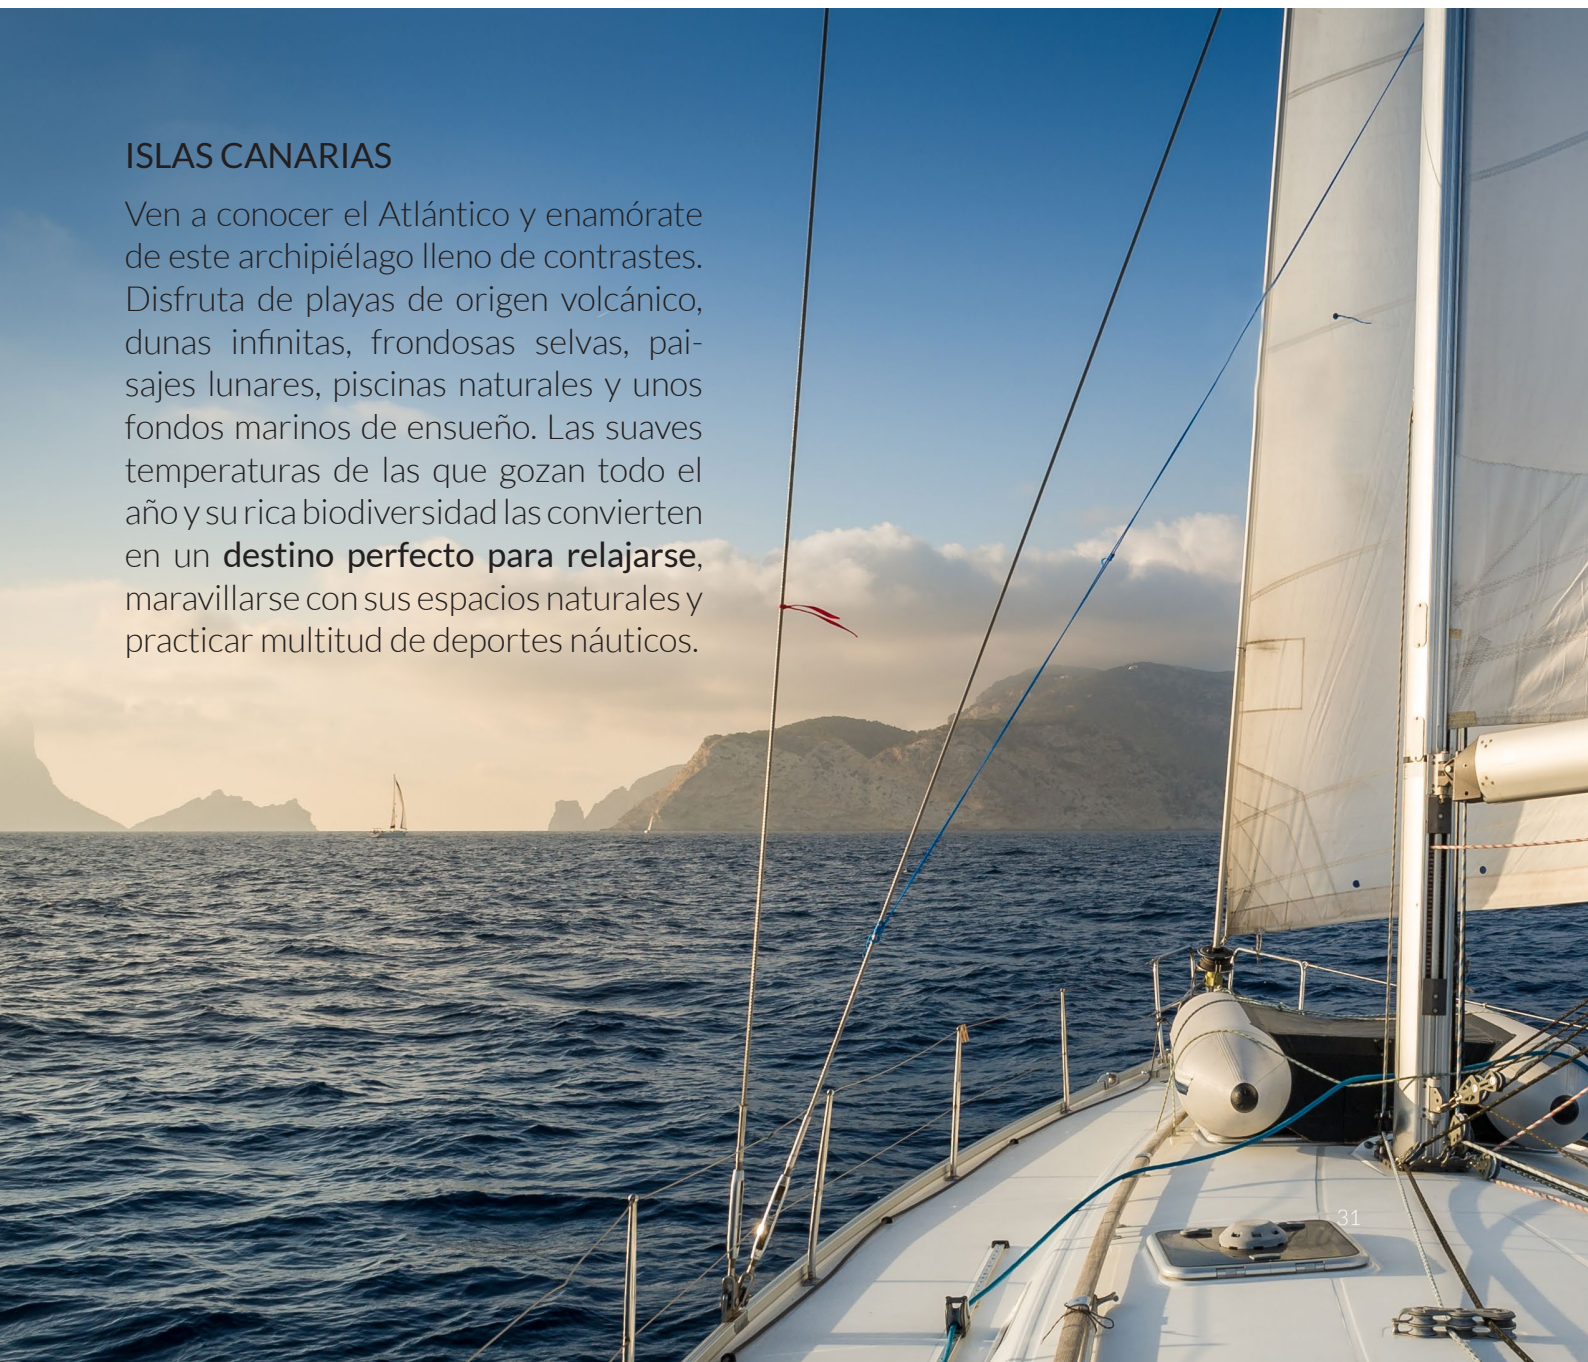 ISLAS CANARIAS
Ven a conocer el Atlántico y enamórate
de este archipiélago lleno de contrastes.
Disfruta de playas de origen volcánico,
dunas infinitas, frondosas selvas, pai-
sajes lunares, piscinas naturales y unos
fondos marinos de ensueño. Las suaves
temperaturas de las que gozan todo el
año y su rica biodiversidad las convierten
en un destino perfecto para relajarse,
maravillarse con sus espacios naturales y
practicar multitud de deportes náuticos.
31